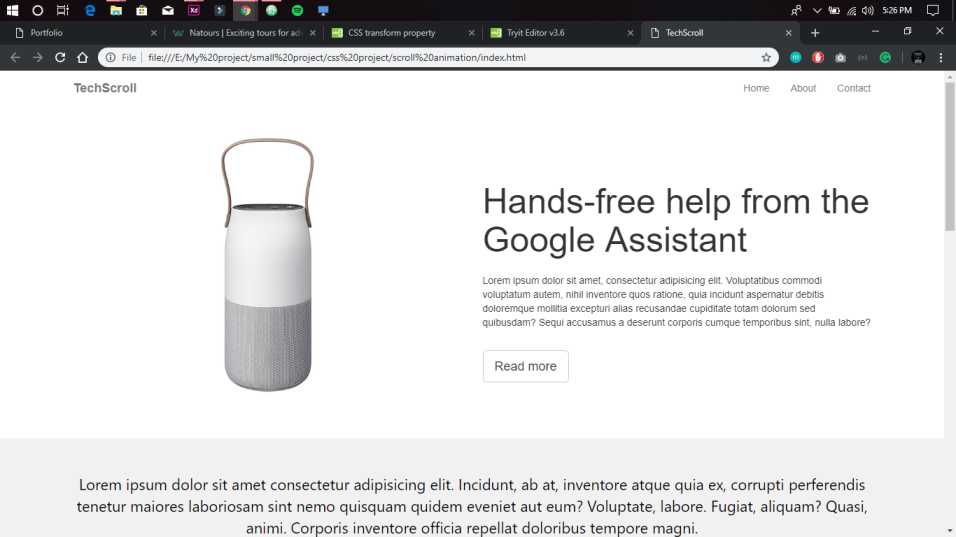 5:26 PM
Portfolio
Natours | Exciting tours for adv
CSS transform property
Tryit Editor v3.6
TechScroll
File
file:///E:/My%20project/small%20project/css%20project/scroll%20animation/index.html
TechScroll
Home About Contact
Hands-free help from the
Google Assistant
Lorem ipsum dolor sit amet, consectetur adipisicing elit. Voluptatibus commodi
voluptatum autem, nihil inventore quos ratione, quia incidunt aspernatur debitis
doloremque mollitia excepturi alias recusandae cupiditate totam dolorum sed
quibusdam? Sequi accusamus a deserunt corporis cumque temporibus sint, nulla labore?
Read more
Lorem ipsum dolor sit amet consectetur adipisicing elit. Incidunt, ab at, inventore atque quia ex, corrupti perferendis
tenetur maiores laboriosam sint nemo quisquam quidem eveniet aut eum? Voluptate, labore. Fugiat, aliquam? Quasi,
animi. Corporis inventore officia repellat doloribus tempore magni.